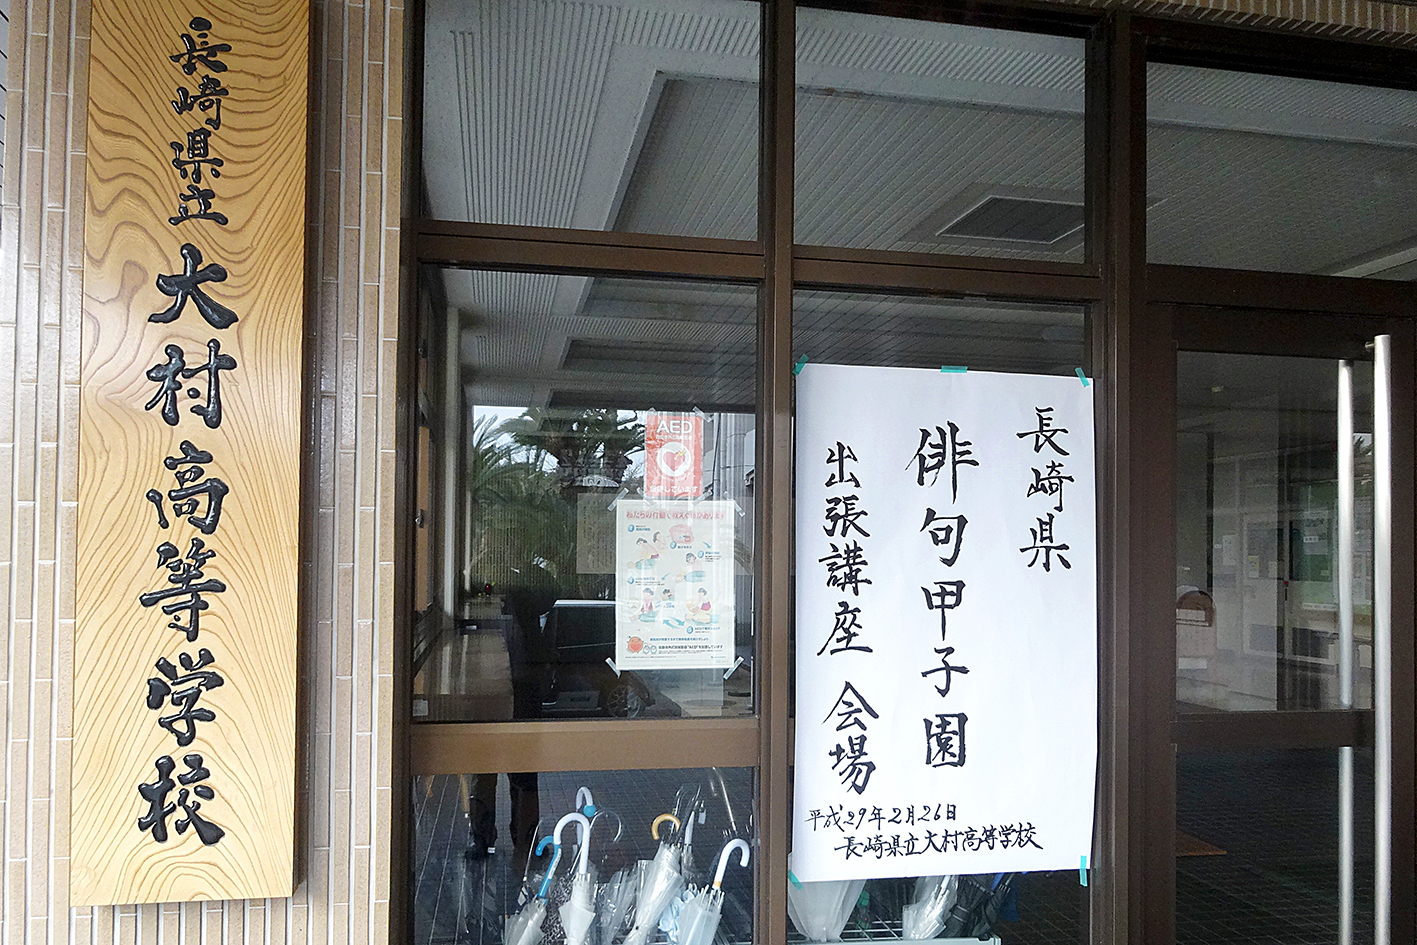 長崎県立大村高等学校
長崎県
俳句甲子園
出張講座 会場
平成29年2月26日
長崎県立大村高等学校
AED